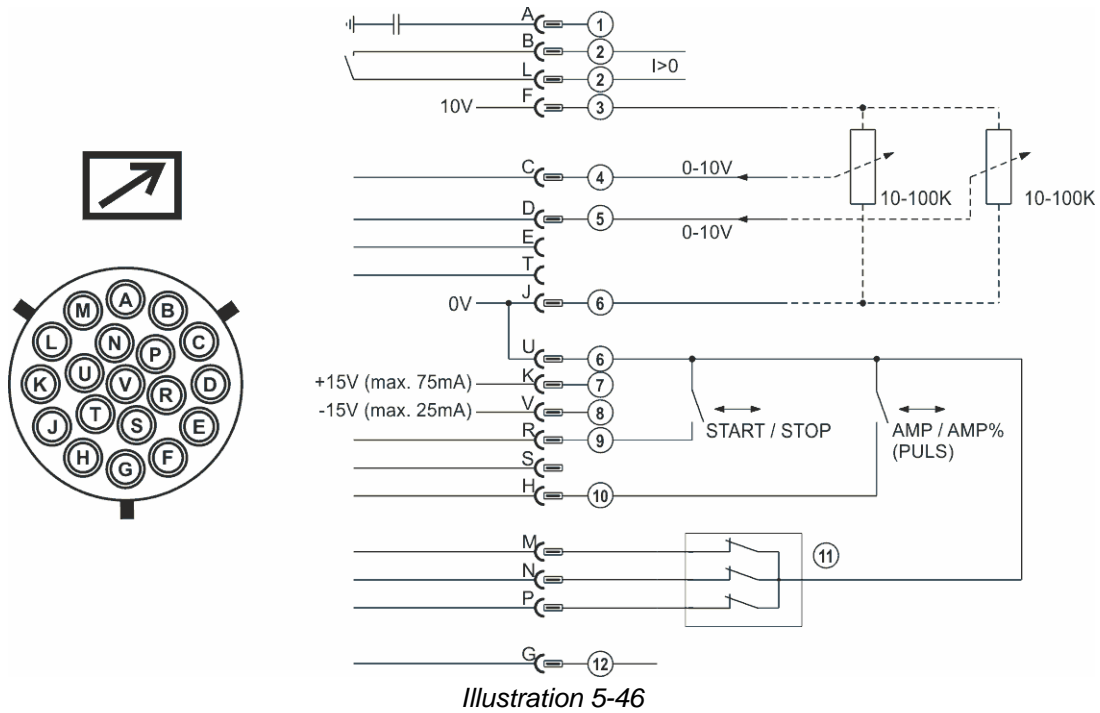 A 1
B 2
L 2 I>0
10V F 3
C 4 0-10V
10-100K 10-100K
D 5
0-10V
E
T
0V J 6
U 6
+15V (max. 75mA) K 7
-15V (max. 25mA) V 8
R 9 START / STOP AMP / AMP%
(PULS)
S
H 10
M 11
N
P
G 12
A
M B
L N P C
K U V R D
J T S E
H G F
Illustration 5-46